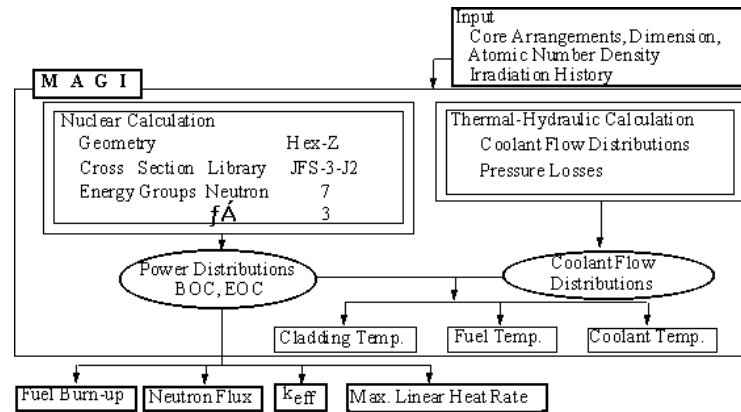 Input
Core Arrangements, Dimension,
Atomic Number Density
Irradiation History
M A G I
Nuclear Calculation
Geometry Hex-Z
Cross Section Library JFS-3-J2
Energy Groups Neutron 7
ƒÁ 3
Thermal-Hydraulic Calculation
Coolant Flow Distributions
Pressure Losses
Power Distributions
BOC, EOC
Coolant Flow
Distributions
Cladding Temp.
Fuel Temp.
Coolant Temp.
Fuel Burn-up
Neutron Flux
keff
Max. Linear Heat Rate